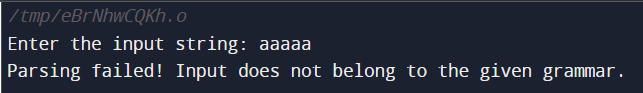 /tmp/eBrNhwCQKh.o
Enter the input string: aaaaa
Parsing failed! Input does not belong to the given grammar.